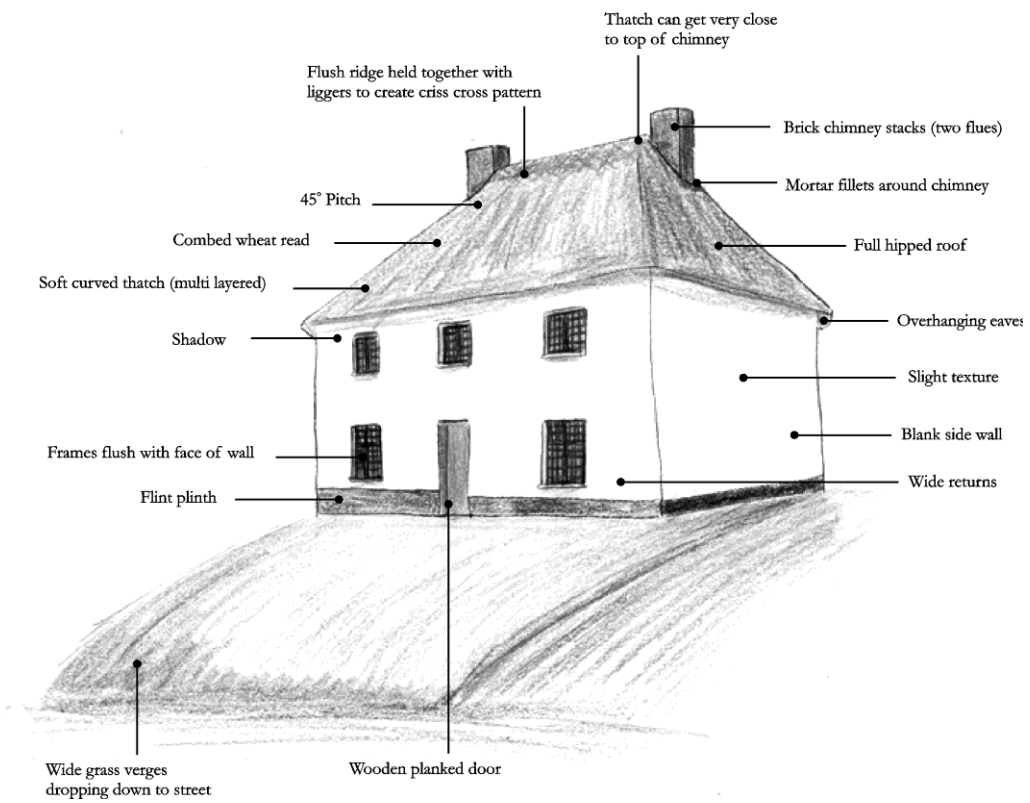 Thatch can get very close
to top of chimney
Flush ridge held together with
liggers to create criss cross pattern
Brick chimney stacks (two flues)
Mortar fillets around chimney
45° Pitch
Combed wheat read
Full hipped roof
Soft curved thatch (multi layered)
Overhanging eaves
Shadow
Slight texture
Blank side wall
Frames flush with face of wall
Wide returns
Flint plinth
Wide grass verges
dropping down to street
Wooden planked door